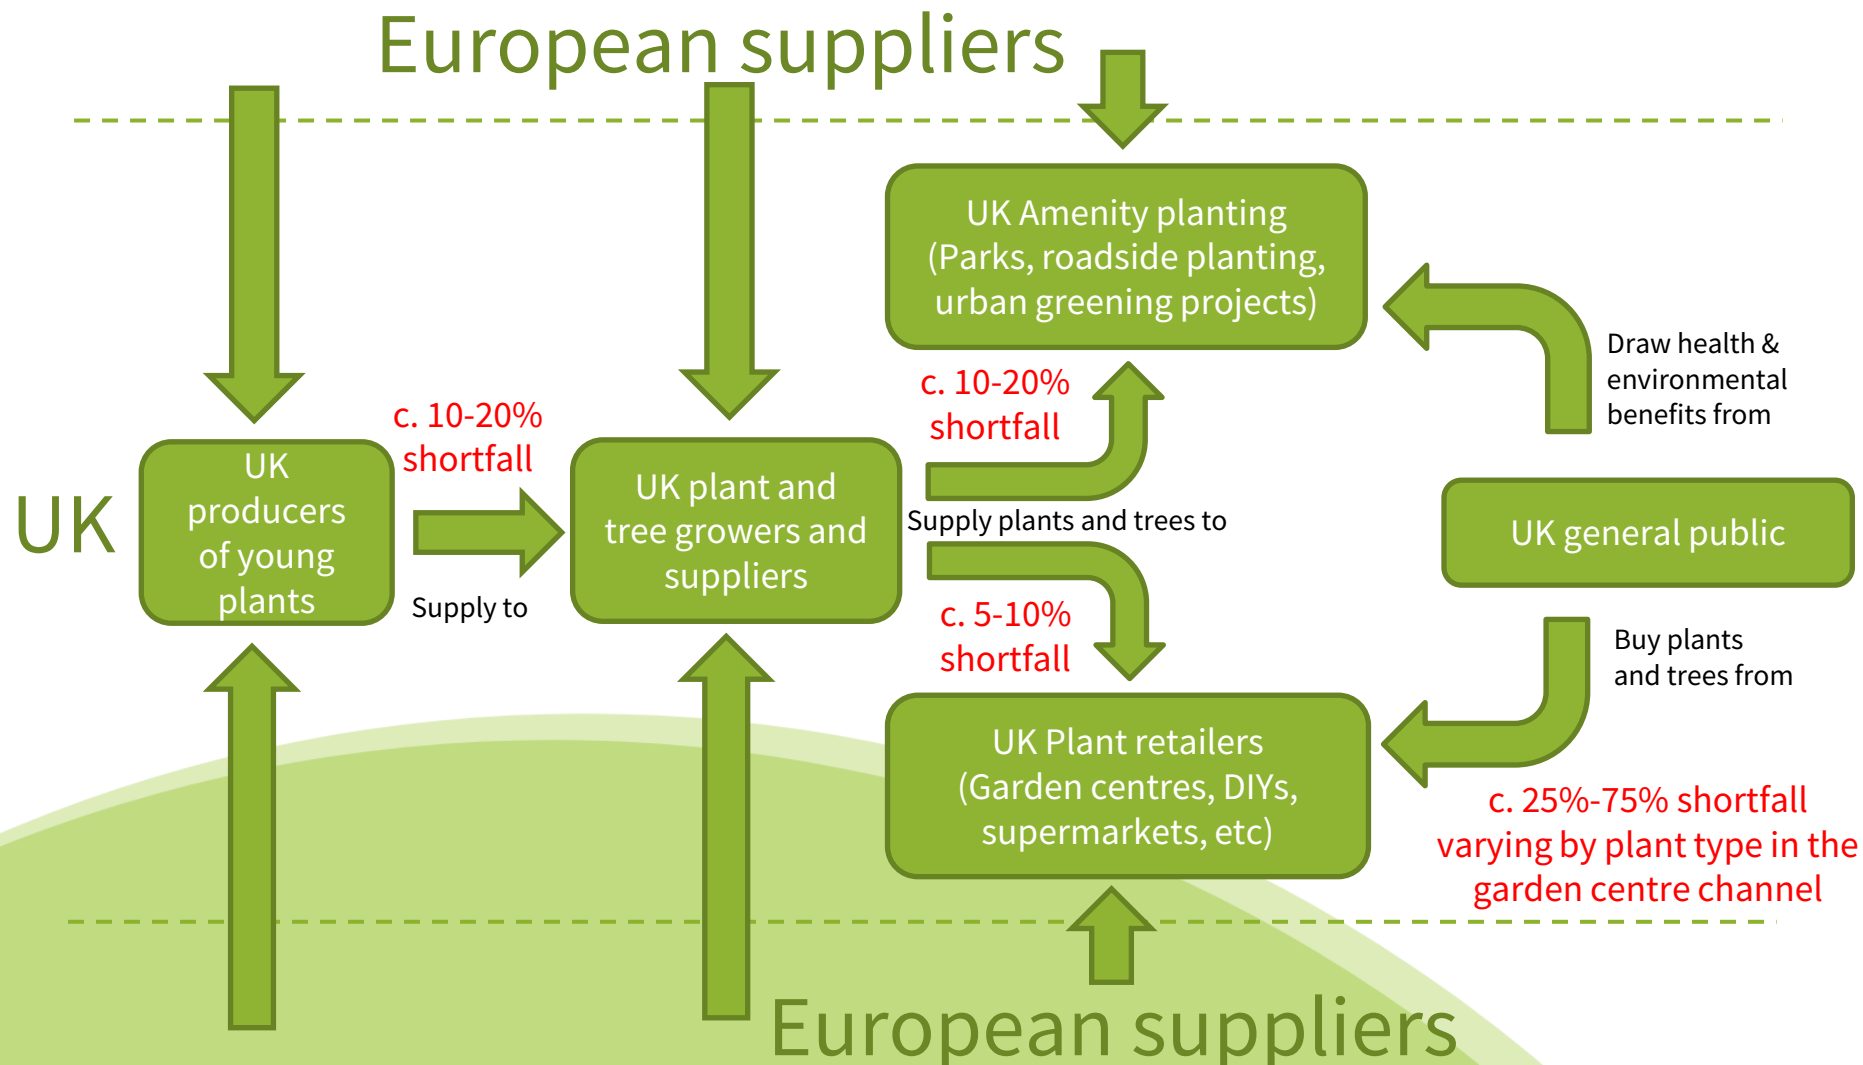 European suppliers
UK Amenity planting
(Parks, roadside planting,
urban greening projects)
Draw health &
environmental
benefits from
c. 10-20%
shortfall
c. 10-20%
shortfall
UK
UK
producers
of young
plants
Supply to
UK plant and
tree growers and
suppliers
Supply plants and trees to
UK general public
c. 5-10%
shortfall
Buy plants
and trees from
UK Plant retailers
(Garden centres, DIYs,
supermarkets, etc)
c. 25%-75% shortfall
varying by plant type in the
garden centre channel
European suppliers